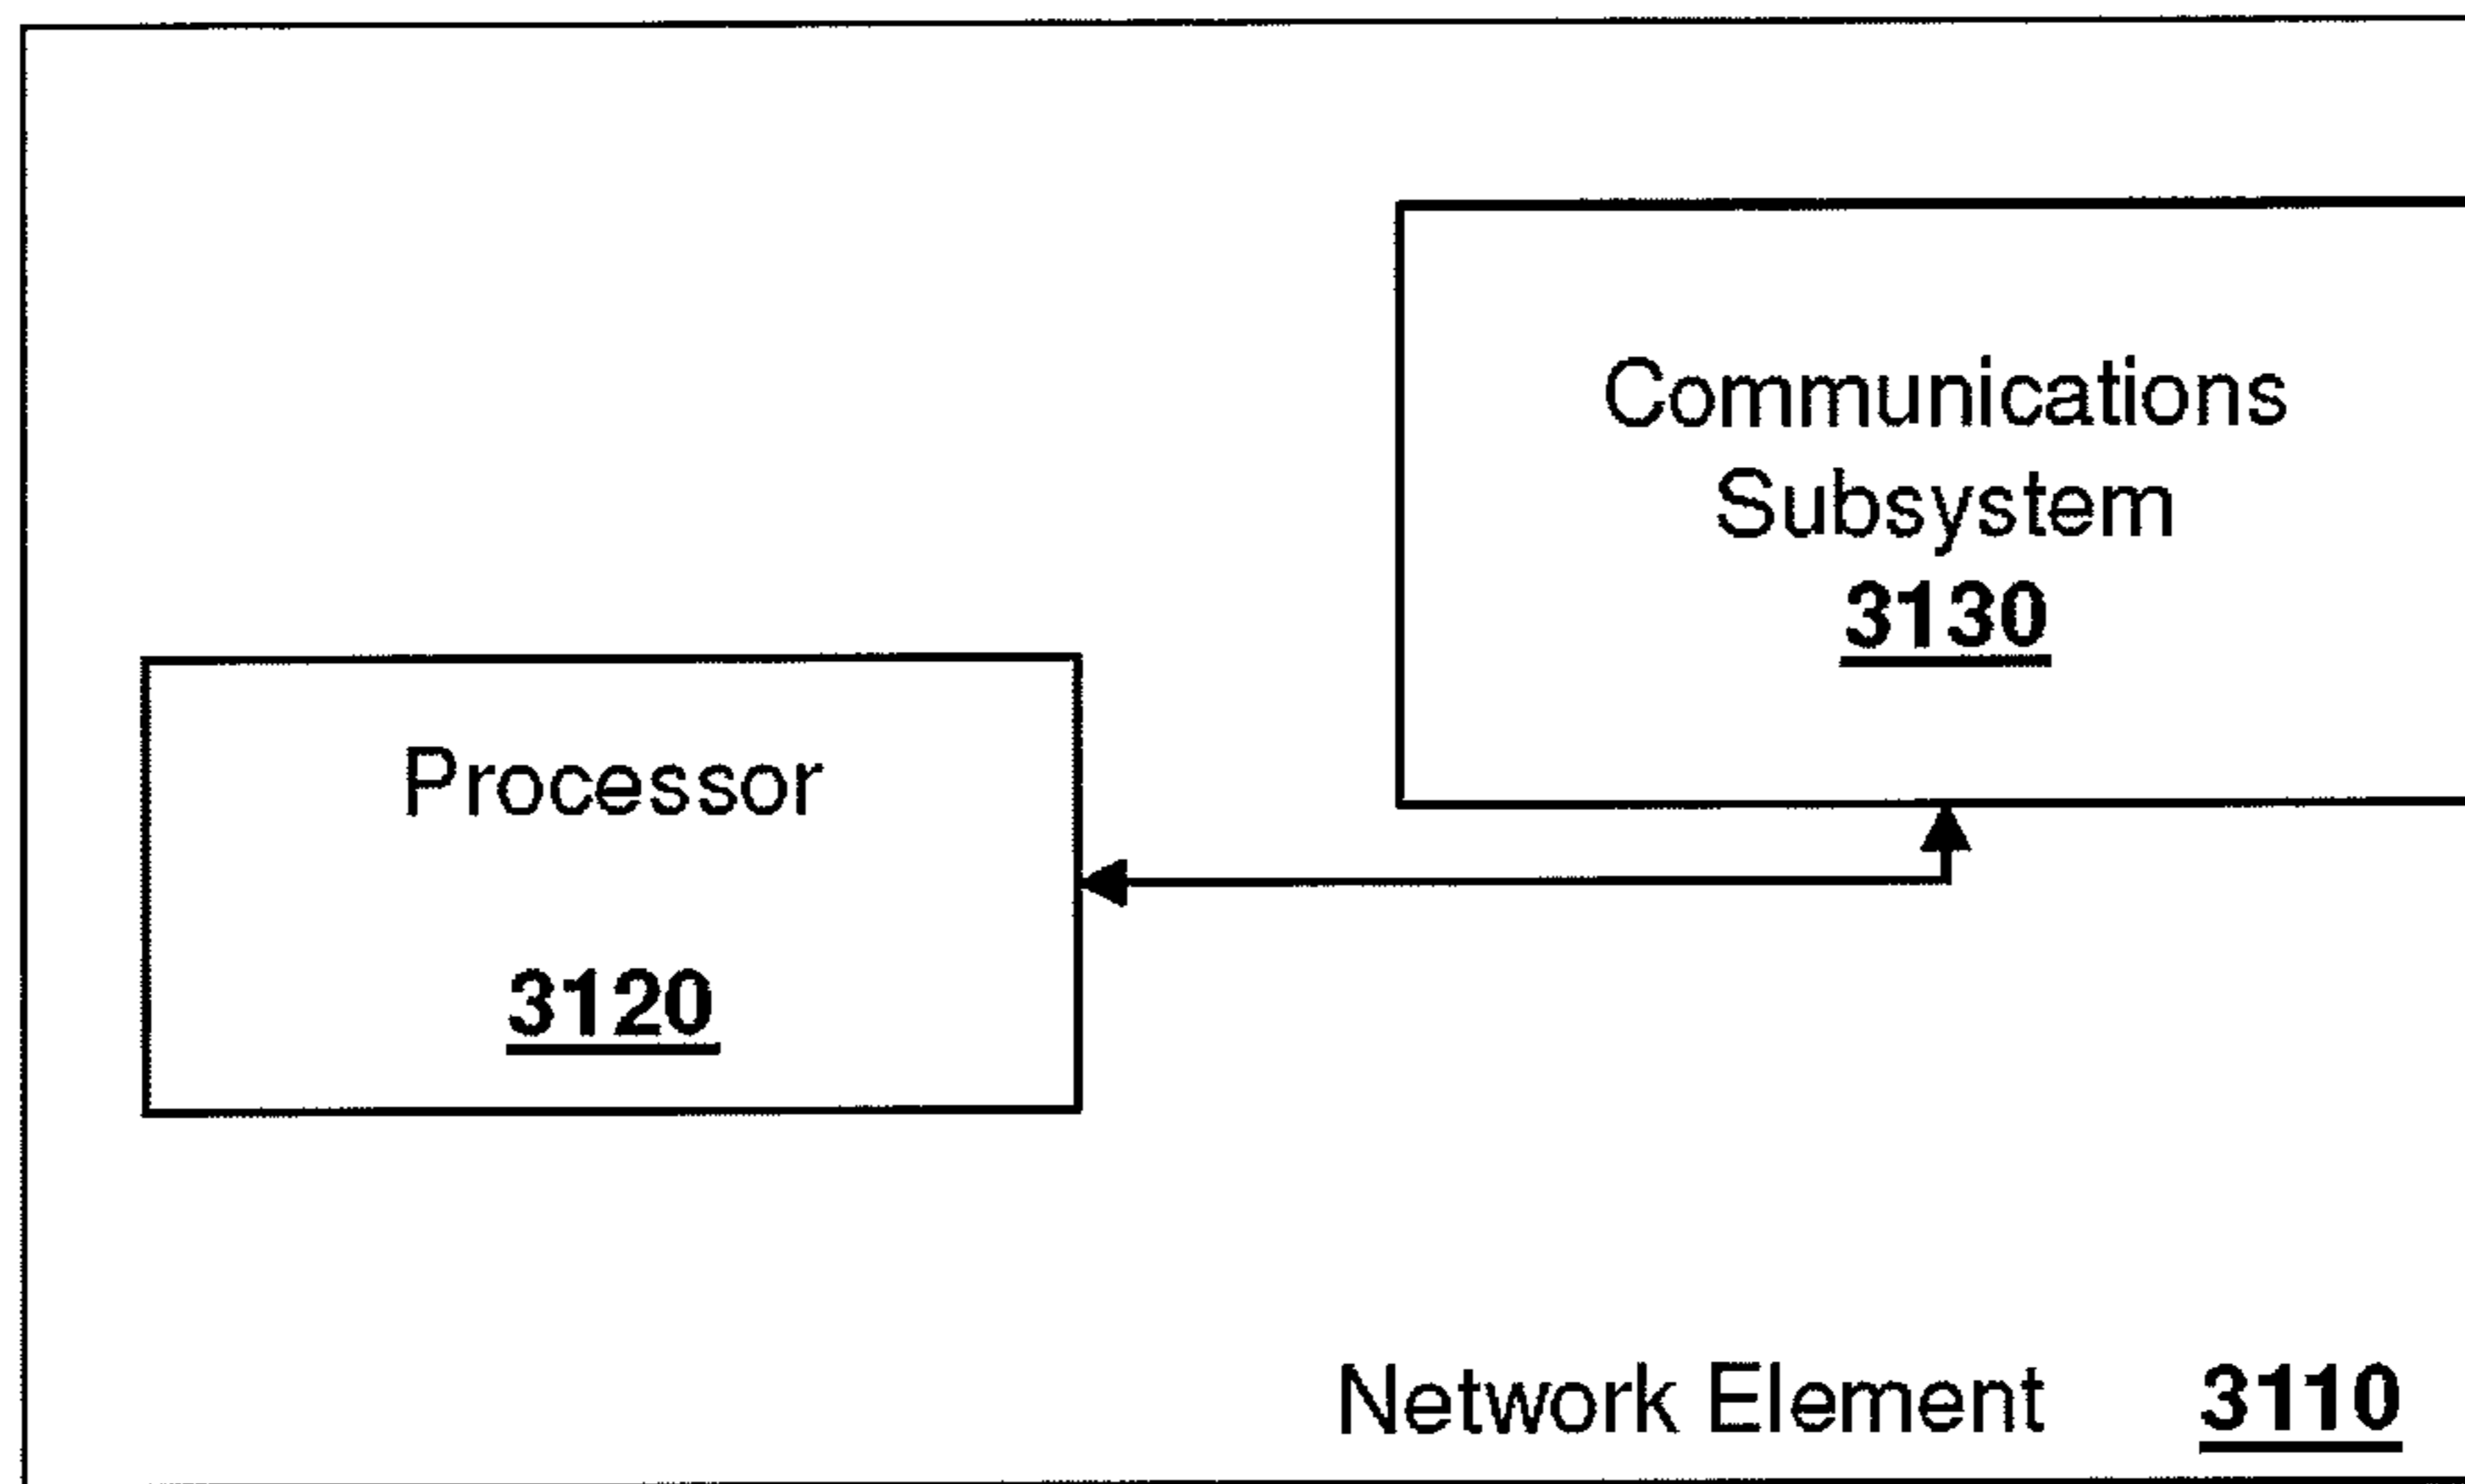 Communications
Subsystem
3130
Processor
3120
Network Element 3110